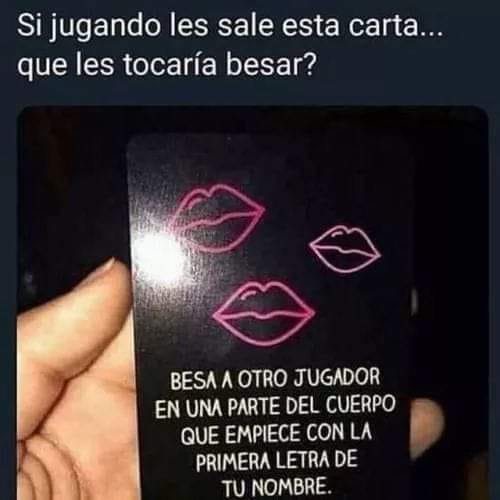 Si jugando les sale esta carta...
que les tocaría besar?
BESA A OTRO JUGADOR
EN UNA PARTE DEL CUERPO
QUE EMPIECE CON LA
PRIMERA LETRA DE
TU NOMBRE.